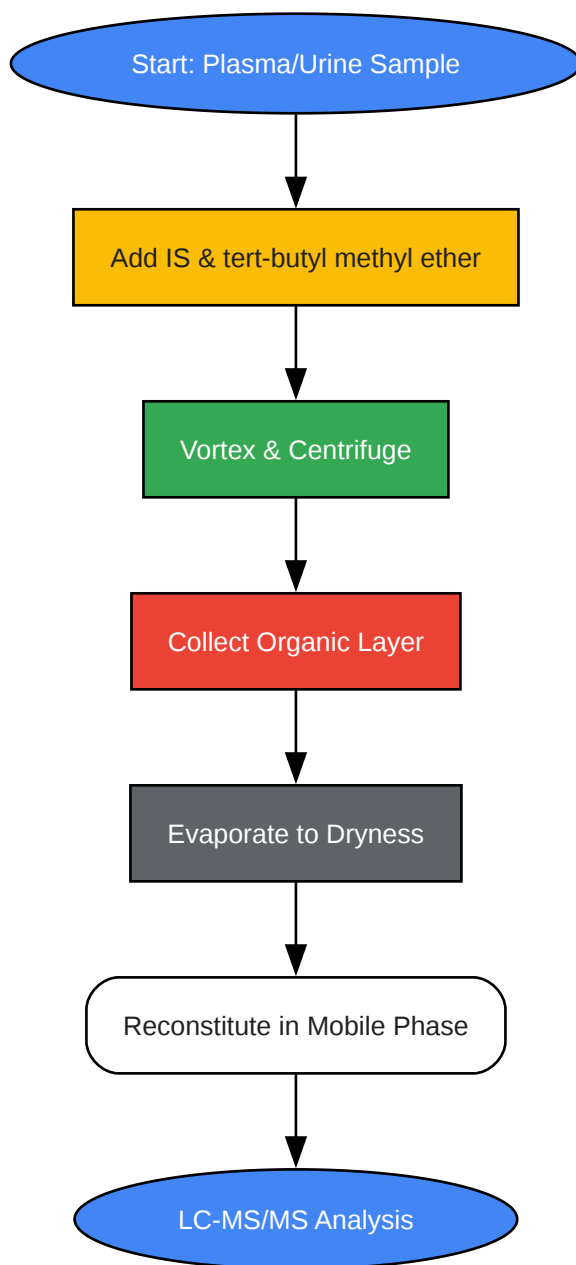 Start: Plasma/Urine Sample
Add IS & tert-butyl methyl ether
Vortex & Centrifuge
Collect Organic Layer
Evaporate to Dryness
Reconstitute in Mobile Phase
LC-MS/MS Analysis